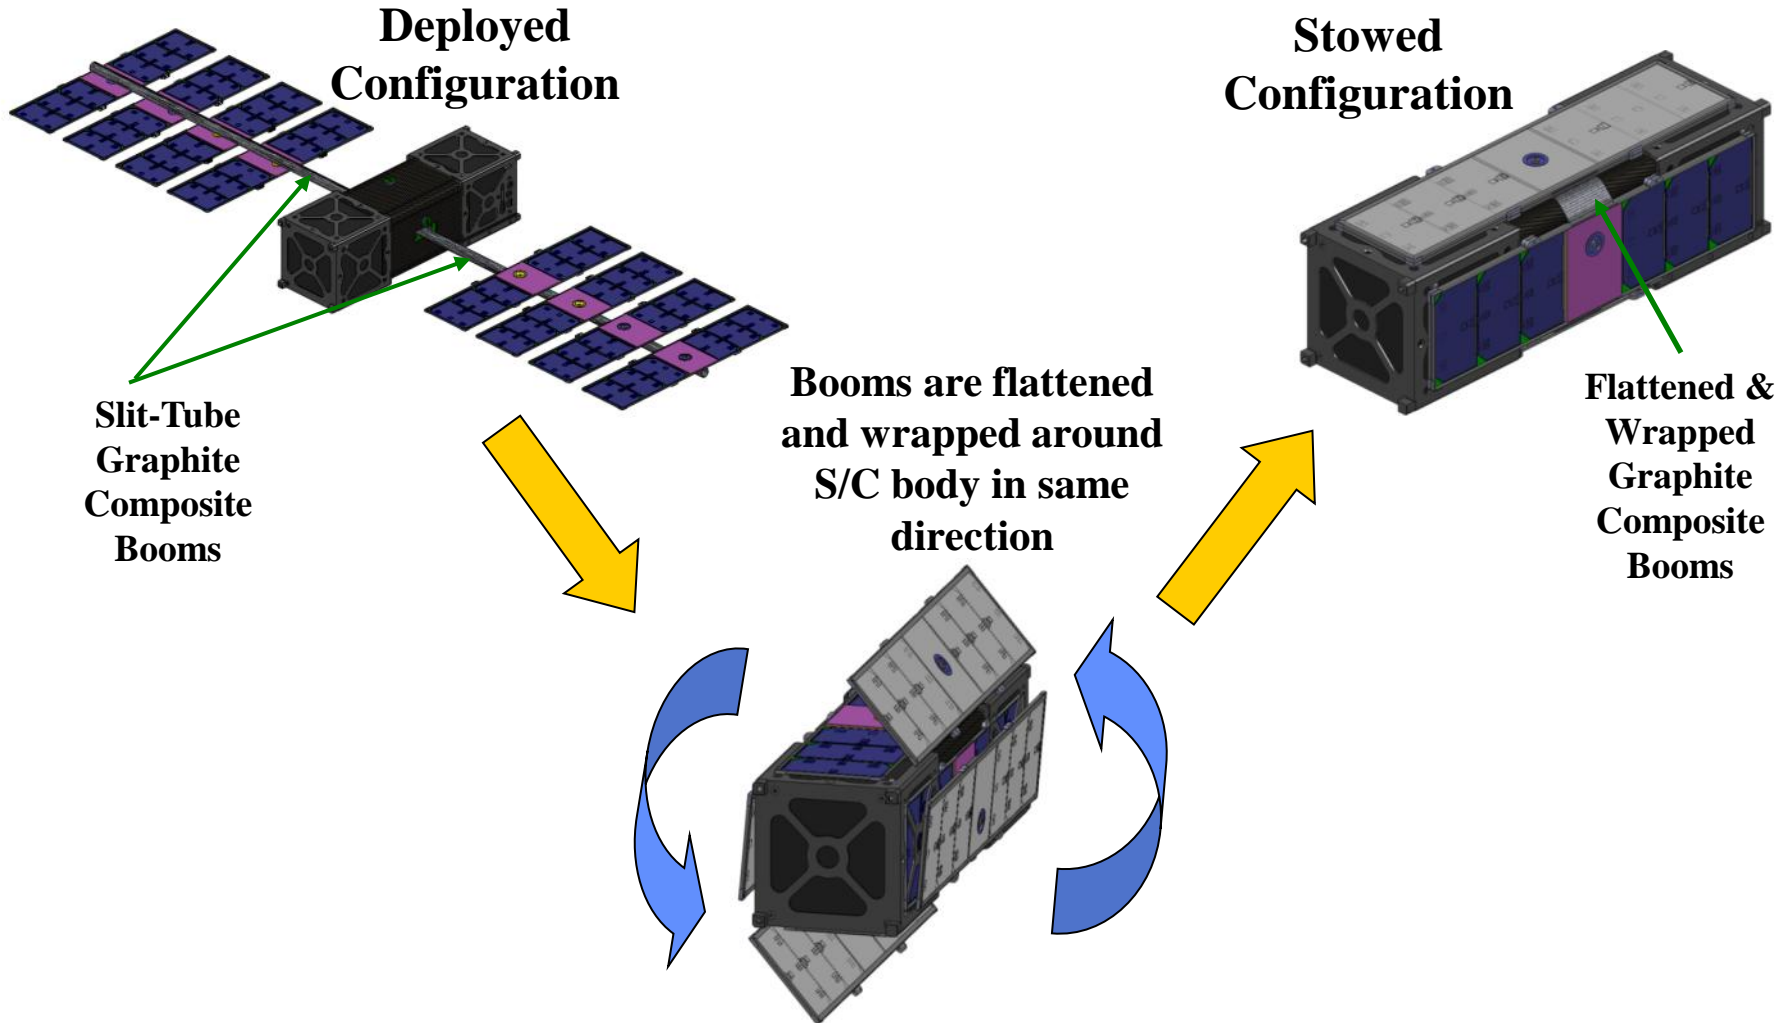 Deployed
Configuration
Stowed
Configuration
Slit-Tube
Graphite
Composite
Booms
Booms are flattened
and wrapped around
S/C body in same
direction
Flattened &
Wrapped
Graphite
Composite
Booms